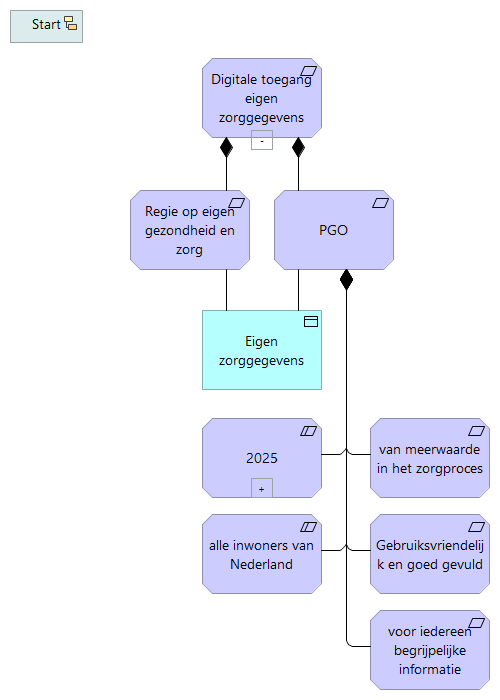 Start
Digitale toegang
eigen
zorggegevens
-
Regie op eigen
gezondheid en
zorg
PGO
Eigen
zorggegevens
2025
+
van meerwaarde
in het zorgproces
alle inwoners van
Nederland
Gebruiksvriendelij
k en goed gevuld
voor iedereen
begrijpelijke
informatie